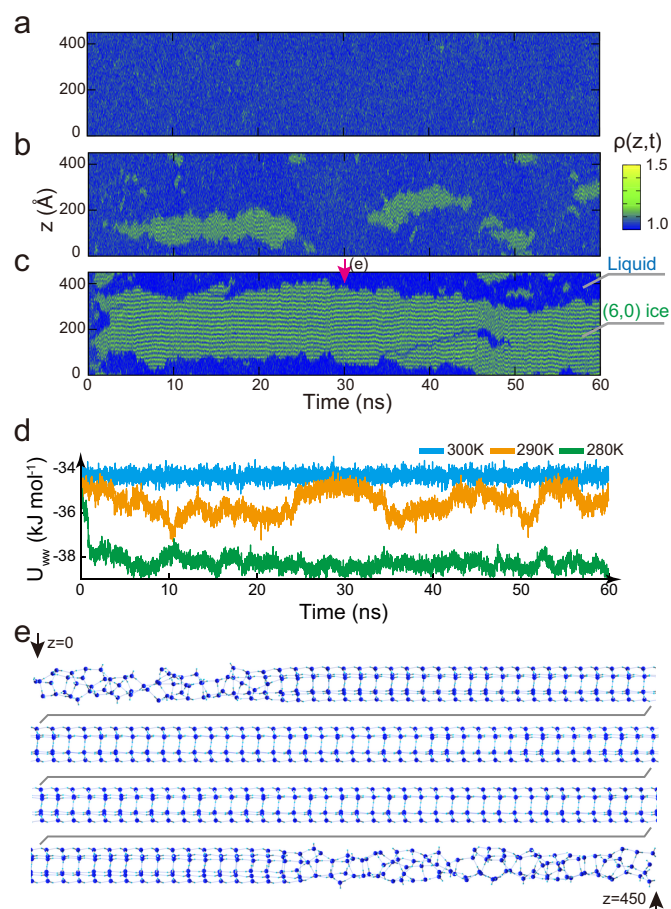 a
400
200
0
b
ρ(z,t)
400
200
0
z (Å)
1.5
1.0
c
(e)
Liquid
400
200
0
(6,0) ice
0 10 20 30 40 50 60
Time (ns)
d
300K 290K 280K
-34
-36
-38
U_ww (kJ mol⁻¹)
0 10 20 30 40 50 60
Time (ns)
e
z=0
z=450